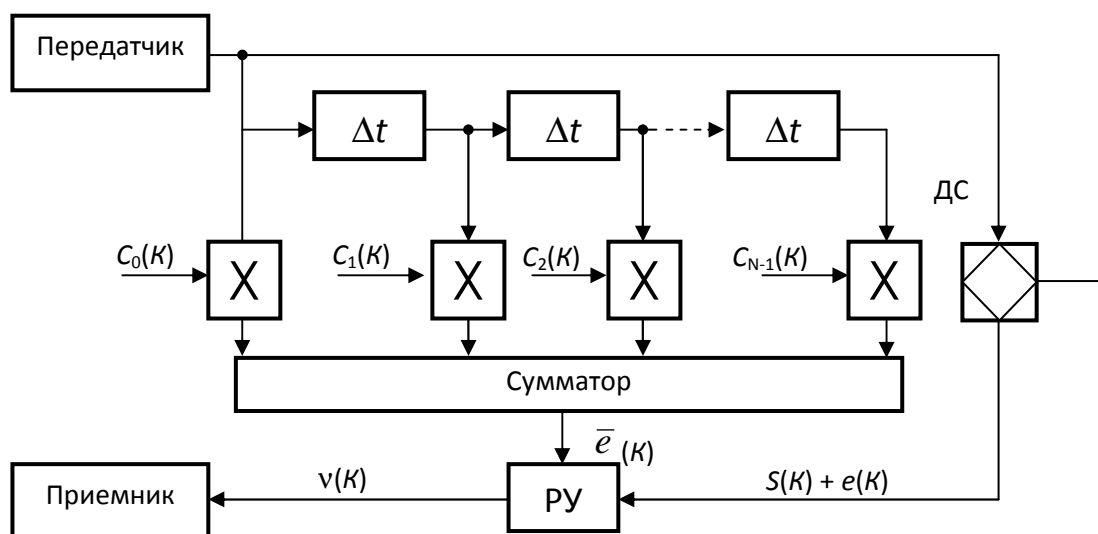 Передатчик
Δt
Δt
Δt
ДС
C0(К)
X
C1(К)
X
C2(К)
X
CN-1(К)
X
Сумматор
e̅ (К)
Приемник
ν(К)
РУ
S(К) + e(К)